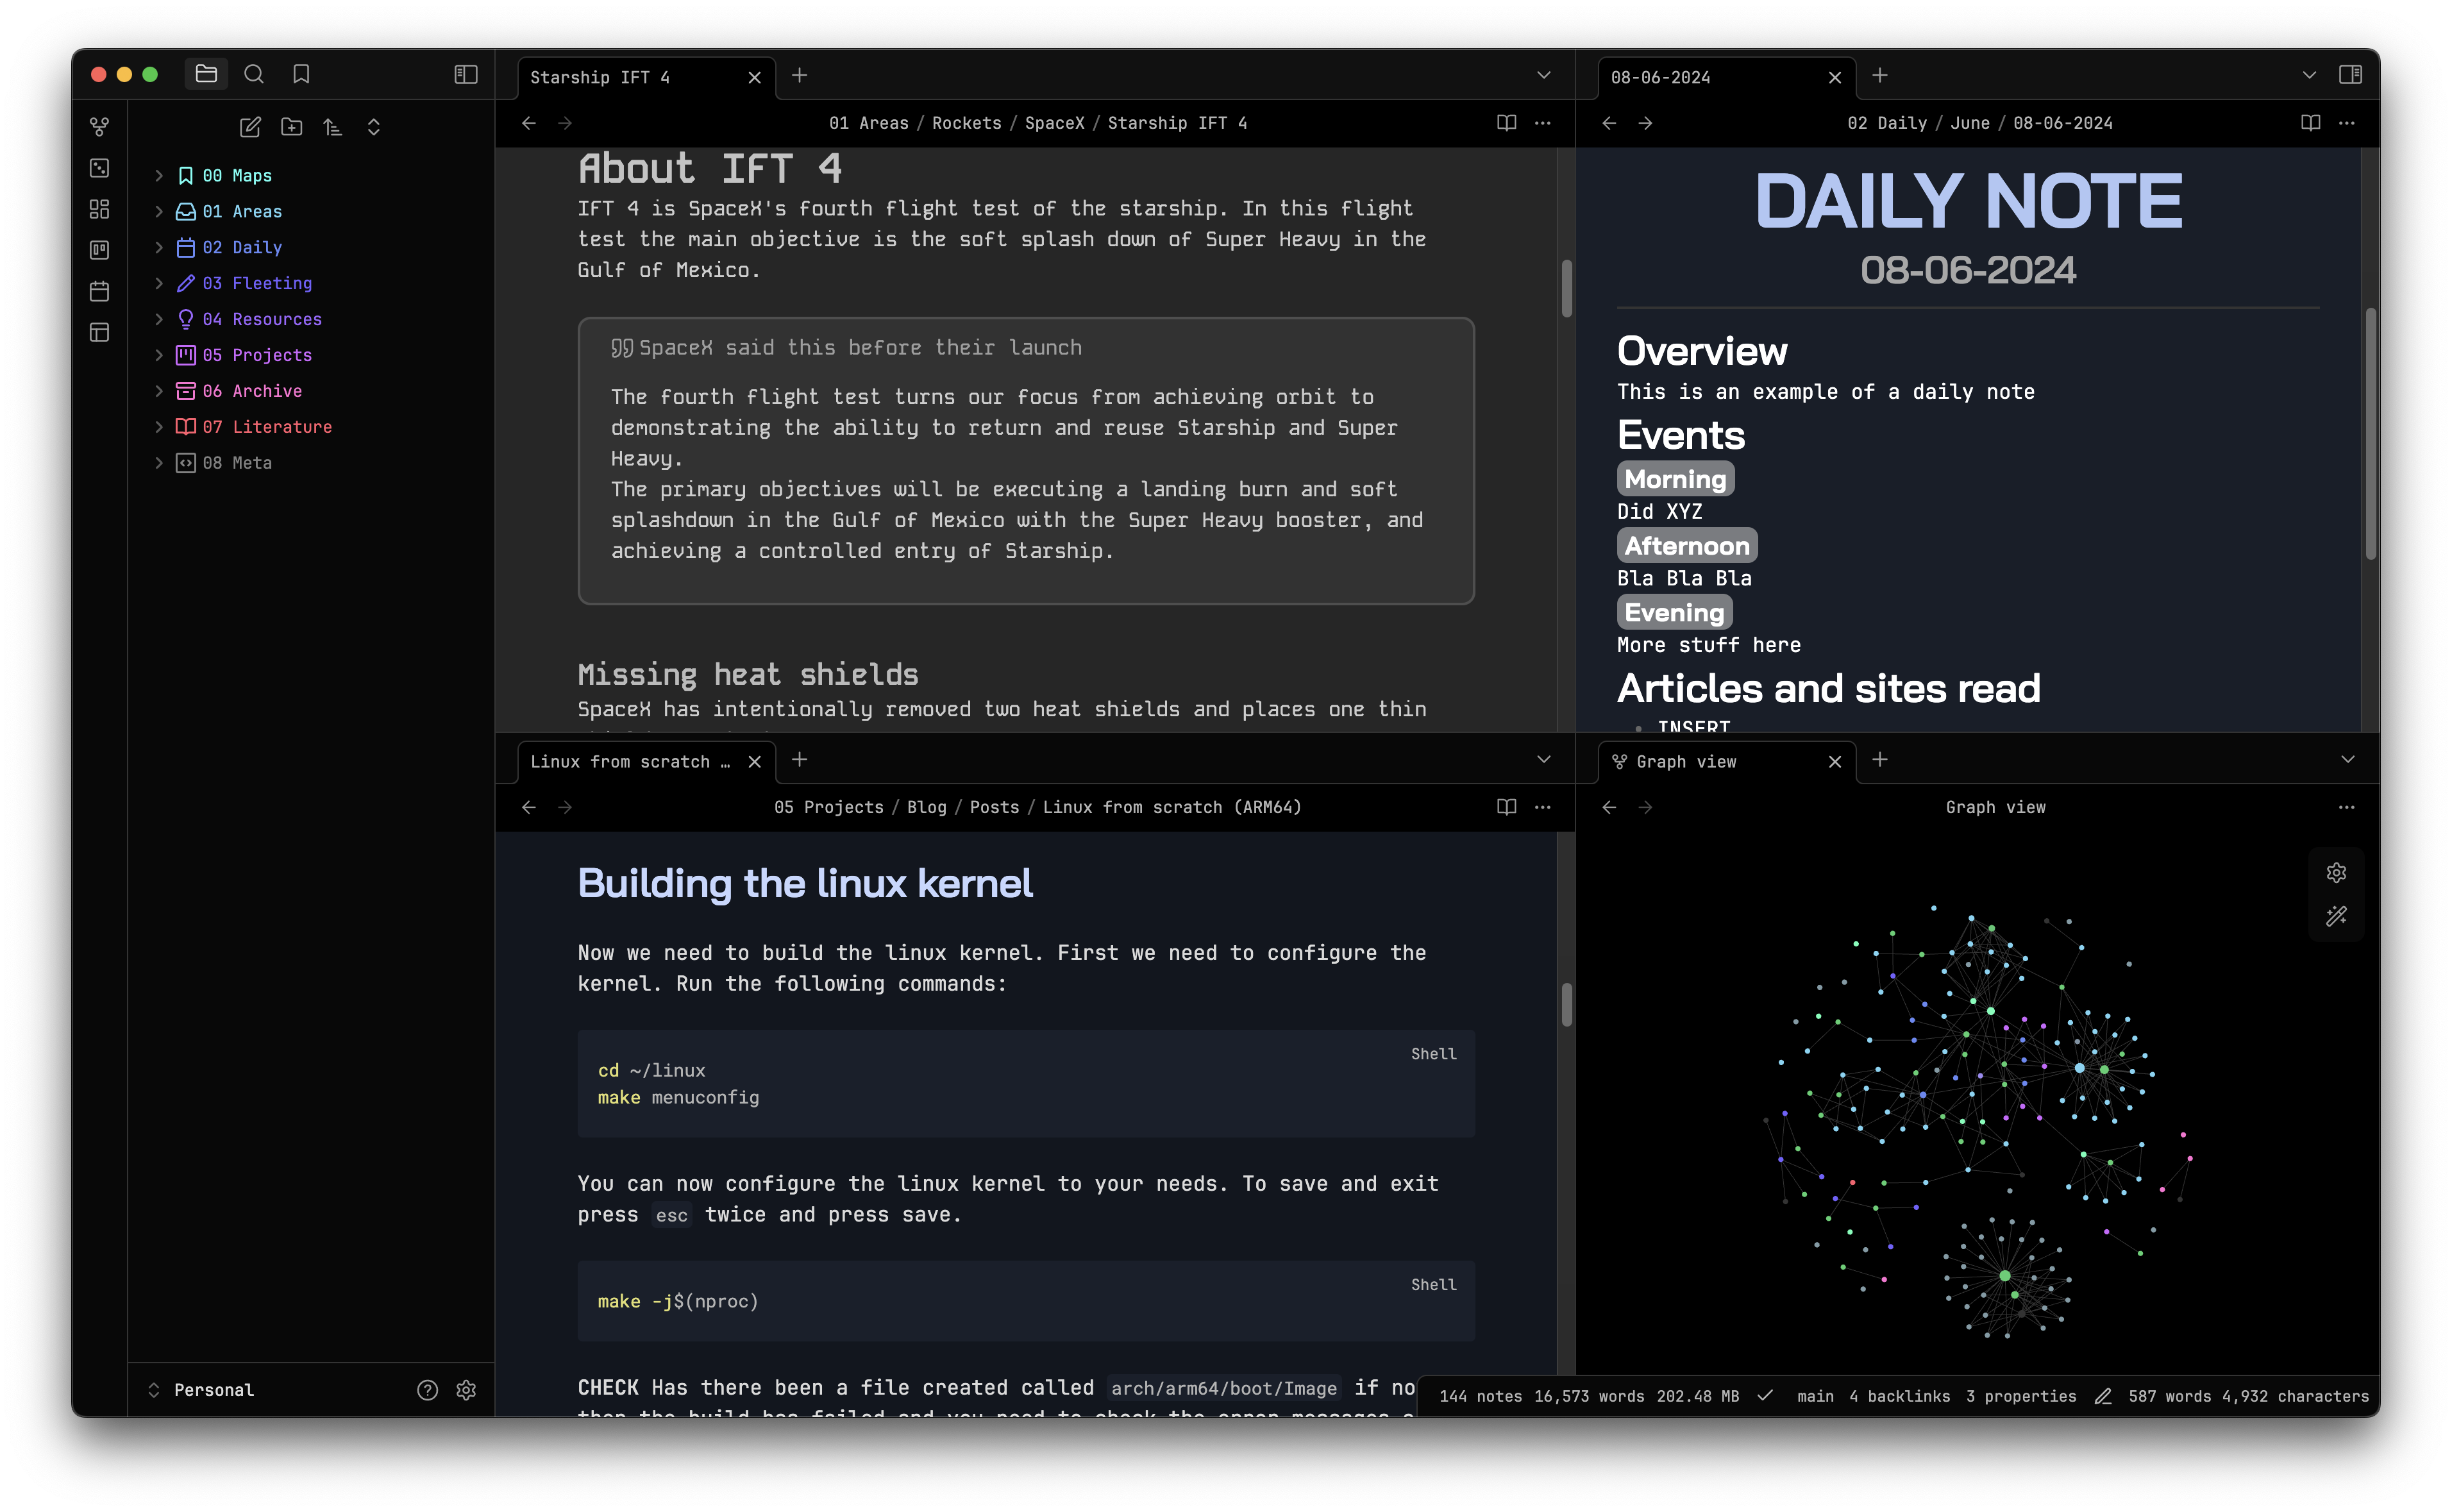 00 Maps
01 Areas
02 Daily
03 Fleeting
04 Resources
05 Projects
06 Archive
07 Literature
08 Meta
Personal
Starship IFT 4
01 Areas / Rockets / SpaceX / Starship IFT 4
About IFT 4
IFT 4 is SpaceX's fourth flight test of the starship. In this flight
test the main objective is the soft splash down of Super Heavy in the
Gulf of Mexico.
SpaceX said this before their launch
The fourth flight test turns our focus from achieving orbit to
demonstrating the ability to return and reuse Starship and Super
Heavy.
The primary objectives will be executing a landing burn and soft
splashdown in the Gulf of Mexico with the Super Heavy booster, and
achieving a controlled entry of Starship.
Missing heat shields
SpaceX has intentionally removed two heat shields and places one thin
08-06-2024
02 Daily / June / 08-06-2024
DAILY NOTE
08-06-2024
Overview
This is an example of a daily note
Events
Morning
Did XYZ
Afternoon
Bla Bla Bla
Evening
More stuff here
Articles and sites read
INSERT
Linux from scratch …
05 Projects / Blog / Posts / Linux from scratch (ARM64)
Building the linux kernel
Now we need to build the linux kernel. First we need to configure the
kernel. Run the following commands:
Shell
cd ~/linux
make menuconfig
You can now configure the linux kernel to your needs. To save and exit
press esc twice and press save.
Shell
make -j$(nproc)
CHECK Has there been a file created called arch/arm64/boot/Image if no
then the build has failed and you need to check the error messages
Graph view
Graph view
144 notes 16,573 words 202.48 MB main 4 backlinks 3 properties 587 words 4,932 characters